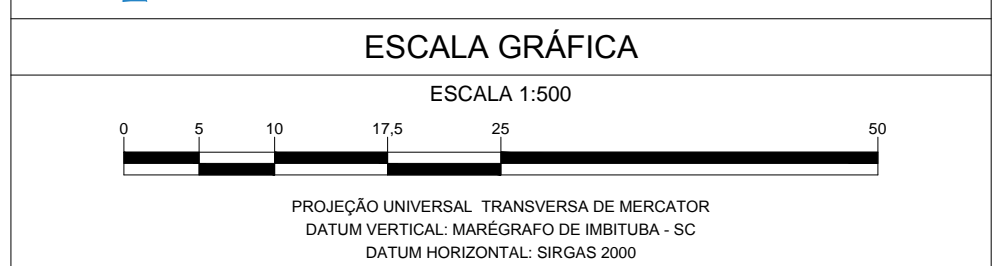 ESCALA GRÁFICA
ESCALA 1:500
0 5 10 17,5 25 50
PROJEÇÃO UNIVERSAL TRANSVERSA DE MERCATOR
DATUM VERTICAL: MARÉGRAFO DE IMBITUBA - SC
DATUM HORIZONTAL: SIRGAS 2000